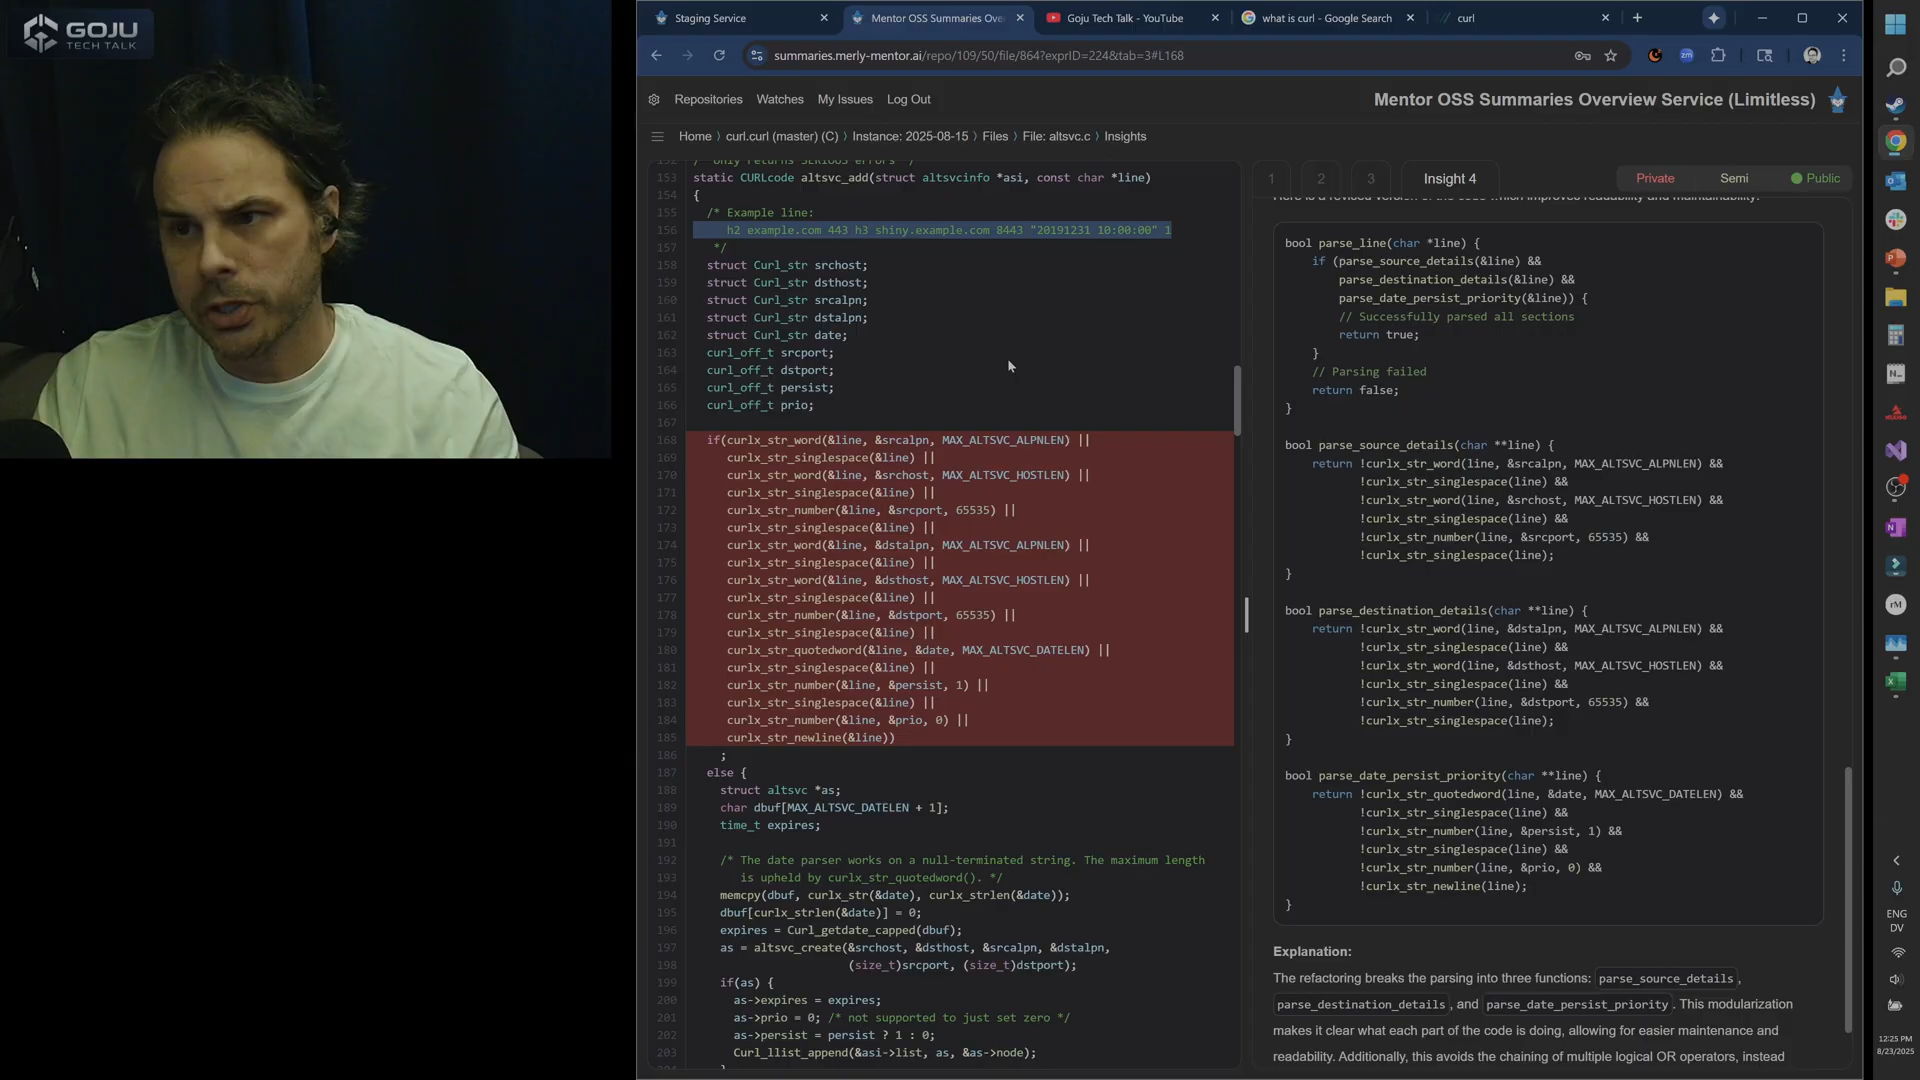 GOJU
TECH TALK
Staging Service
Mentor OSS Summaries Ove
Goju Tech Talk - YouTube
what is curl - Google Search
curl
summaries.merly-mentor.ai/repo/109/50/file/864?exprID=224&tab=3#L168
Repositories Watches My Issues Log Out
Mentor OSS Summaries Overview Service (Limitless)
Home 〉 curl.curl (master) (C) 〉 Instance: 2025-08-15 〉 Files 〉 File: altsvc.c 〉 Insights
152 /* only returns SERIOUS errors */
153 static CURLcode altsvc_add(struct altsvcinfo *asi, const char *line)
154 {
155 /* Example line:
156 h2 example.com 443 h3 shiny.example.com 8443 "20191231 10:00:00" 1
157 */
158 struct Curl_str srchost;
159 struct Curl_str dsthost;
160 struct Curl_str srcalpn;
161 struct Curl_str dstalpn;
162 struct Curl_str date;
163 curl_off_t srcport;
164 curl_off_t dstport;
165 curl_off_t persist;
166 curl_off_t prio;
167
168 if(curlx_str_word(&line, &srcalpn, MAX_ALTSVC_ALPNLEN) ||
169 curlx_str_singlespace(&line) ||
170 curlx_str_word(&line, &srchost, MAX_ALTSVC_HOSTLEN) ||
171 curlx_str_singlespace(&line) ||
172 curlx_str_number(&line, &srcport, 65535) ||
173 curlx_str_singlespace(&line) ||
174 curlx_str_word(&line, &dstalpn, MAX_ALTSVC_ALPNLEN) ||
175 curlx_str_singlespace(&line) ||
176 curlx_str_word(&line, &dsthost, MAX_ALTSVC_HOSTLEN) ||
177 curlx_str_singlespace(&line) ||
178 curlx_str_number(&line, &dstport, 65535) ||
179 curlx_str_singlespace(&line) ||
180 curlx_str_quotedword(&line, &date, MAX_ALTSVC_DATELEN) ||
181 curlx_str_singlespace(&line) ||
182 curlx_str_number(&line, &persist, 1) ||
183 curlx_str_singlespace(&line) ||
184 curlx_str_number(&line, &prio, 0) ||
185 curlx_str_newline(&line))
186 ;
187 else {
188 struct altsvc *as;
189 char dbuf[MAX_ALTSVC_DATELEN + 1];
190 time_t expires;
191
192 /* The date parser works on a null-terminated string. The maximum length
193 is upheld by curlx_str_quotedword(). */
194 memcpy(dbuf, curlx_str(&date), curlx_strlen(&date));
195 dbuf[curlx_strlen(&date)] = 0;
196 expires = Curl_getdate_capped(dbuf);
197 as = altsvc_create(&srchost, &dsthost, &srcalpn, &dstalpn,
198 (size_t)srcport, (size_t)dstport);
199 if(as) {
200 as->expires = expires;
201 as->prio = 0; /* not supported to just set zero */
202 as->persist = persist ? 1 : 0;
203 Curl_llist_append(&asi->list, as, &as->node);
1 2 3 Insight 4 Private Semi Public
Here is a revised version of the code which improves readability and maintainability:
bool parse_line(char *line) {
if (parse_source_details(&line) &&
parse_destination_details(&line) &&
parse_date_persist_priority(&line)) {
// Successfully parsed all sections
return true;
}
// Parsing failed
return false;
}
bool parse_source_details(char **line) {
return !curlx_str_word(line, &srcalpn, MAX_ALTSVC_ALPNLEN) &&
!curlx_str_singlespace(line) &&
!curlx_str_word(line, &srchost, MAX_ALTSVC_HOSTLEN) &&
!curlx_str_singlespace(line) &&
!curlx_str_number(line, &srcport, 65535) &&
!curlx_str_singlespace(line);
}
bool parse_destination_details(char **line) {
return !curlx_str_word(line, &dstalpn, MAX_ALTSVC_ALPNLEN) &&
!curlx_str_singlespace(line) &&
!curlx_str_word(line, &dsthost, MAX_ALTSVC_HOSTLEN) &&
!curlx_str_singlespace(line) &&
!curlx_str_number(line, &dstport, 65535) &&
!curlx_str_singlespace(line);
}
bool parse_date_persist_priority(char **line) {
return !curlx_str_quotedword(line, &date, MAX_ALTSVC_DATELEN) &&
!curlx_str_singlespace(line) &&
!curlx_str_number(line, &persist, 1) &&
!curlx_str_singlespace(line) &&
!curlx_str_number(line, &prio, 0) &&
!curlx_str_newline(line);
}
Explanation:
The refactoring breaks the parsing into three functions: parse_source_details ,
parse_destination_details , and parse_date_persist_priority . This modularization
makes it clear what each part of the code is doing, allowing for easier maintenance and
readability. Additionally, this avoids the chaining of multiple logical OR operators, instead
ENG
DV
12:25 PM
8/23/2025